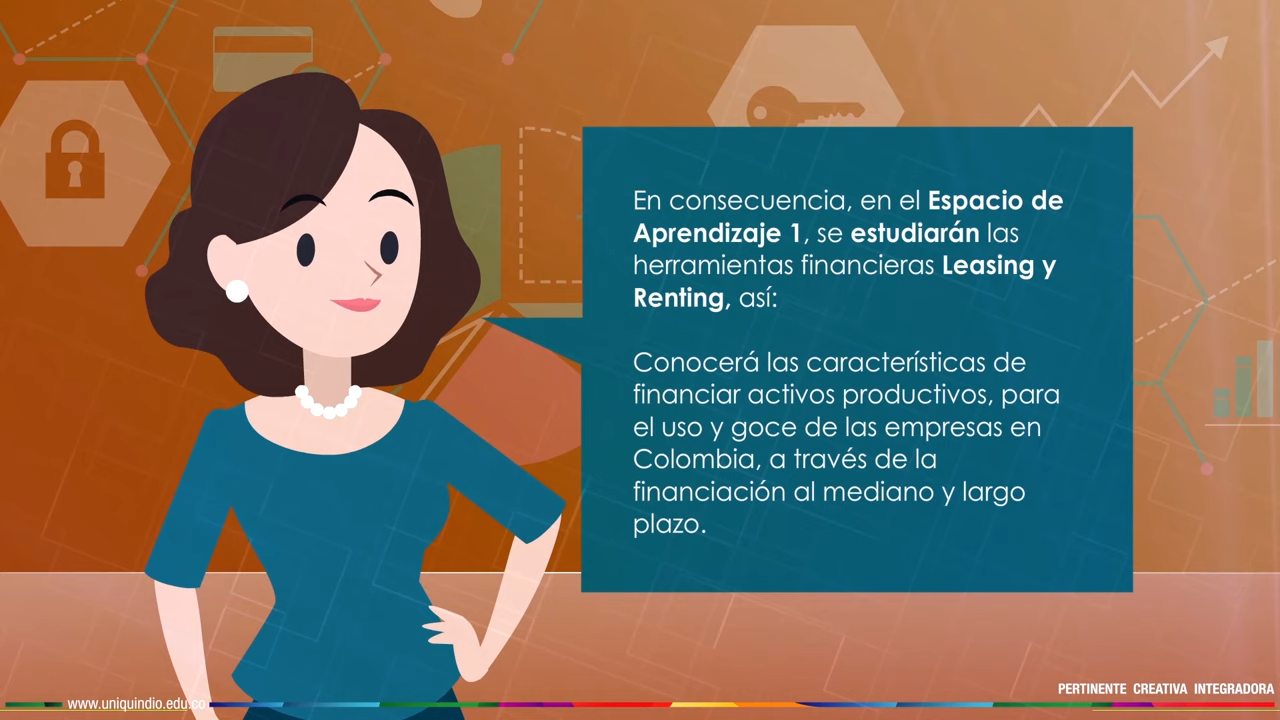 En consecuencia, en el Espacio de
Aprendizaje 1, se estudiarán las
herramientas financieras Leasing y
Renting, así:
Conocerá las características de
financiar activos productivos, para
el uso y goce de las empresas en
Colombia, a través de la
financiación al mediano y largo
plazo.
PERTINENTE CREATIVA INTEGRADORA
www.uniquindio.edu.co